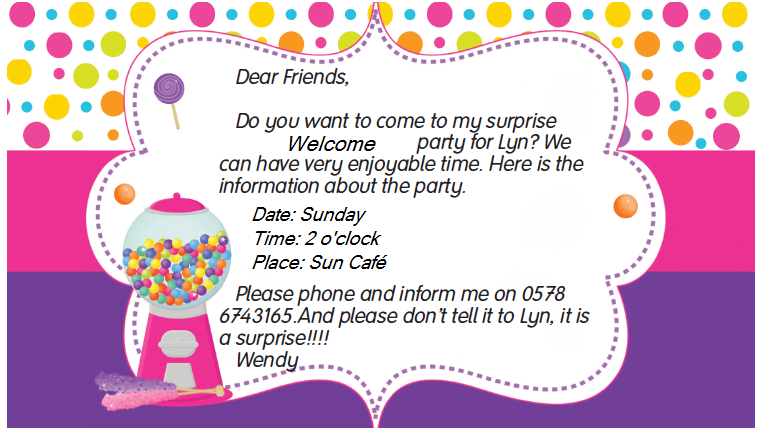 Dear Friends,
Do you want to come to my surprise
Welcome party for Lyn? We
can have very enjoyable time. Here is the
information about the party.
Date: Sunday
Time: 2 o'clock
Place: Sun Café
Please phone and inform me on 0578
6743165.And please don't tell it to Lyn, it is
a surprise!!!!
Wendy